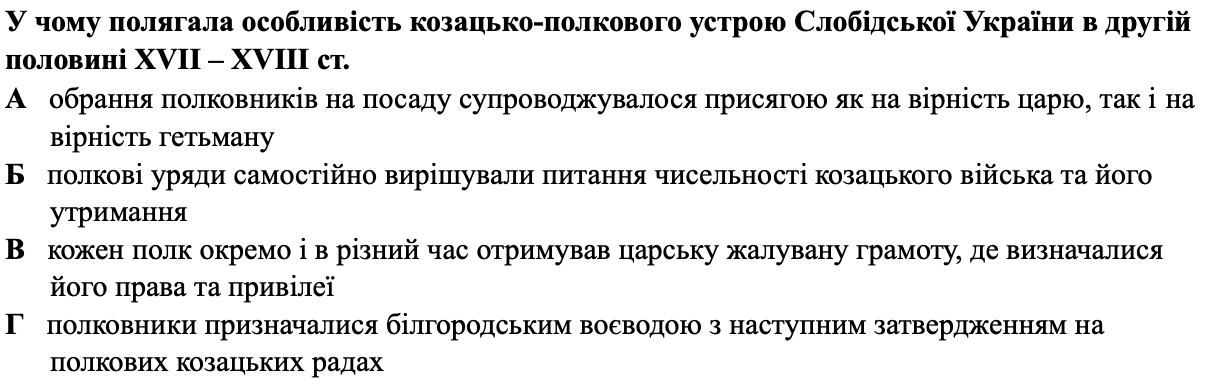 У чому полягала особливість козацько-полкового устрою Слобідської України в другій
половині XVII – XVIII ст.
А обрання полковників на посаду супроводжувалося присягою як на вірність царю, так і на
вірність гетьману
Б полкові уряди самостійно вирішували питання чисельності козацького війська та його
утримання
В кожен полк окремо і в різний час отримував царську жалувану грамоту, де визначалися
його права та привілеї
Г полковники призначалися білгородським воєводою з наступним затвердженням на
полкових козацьких радах